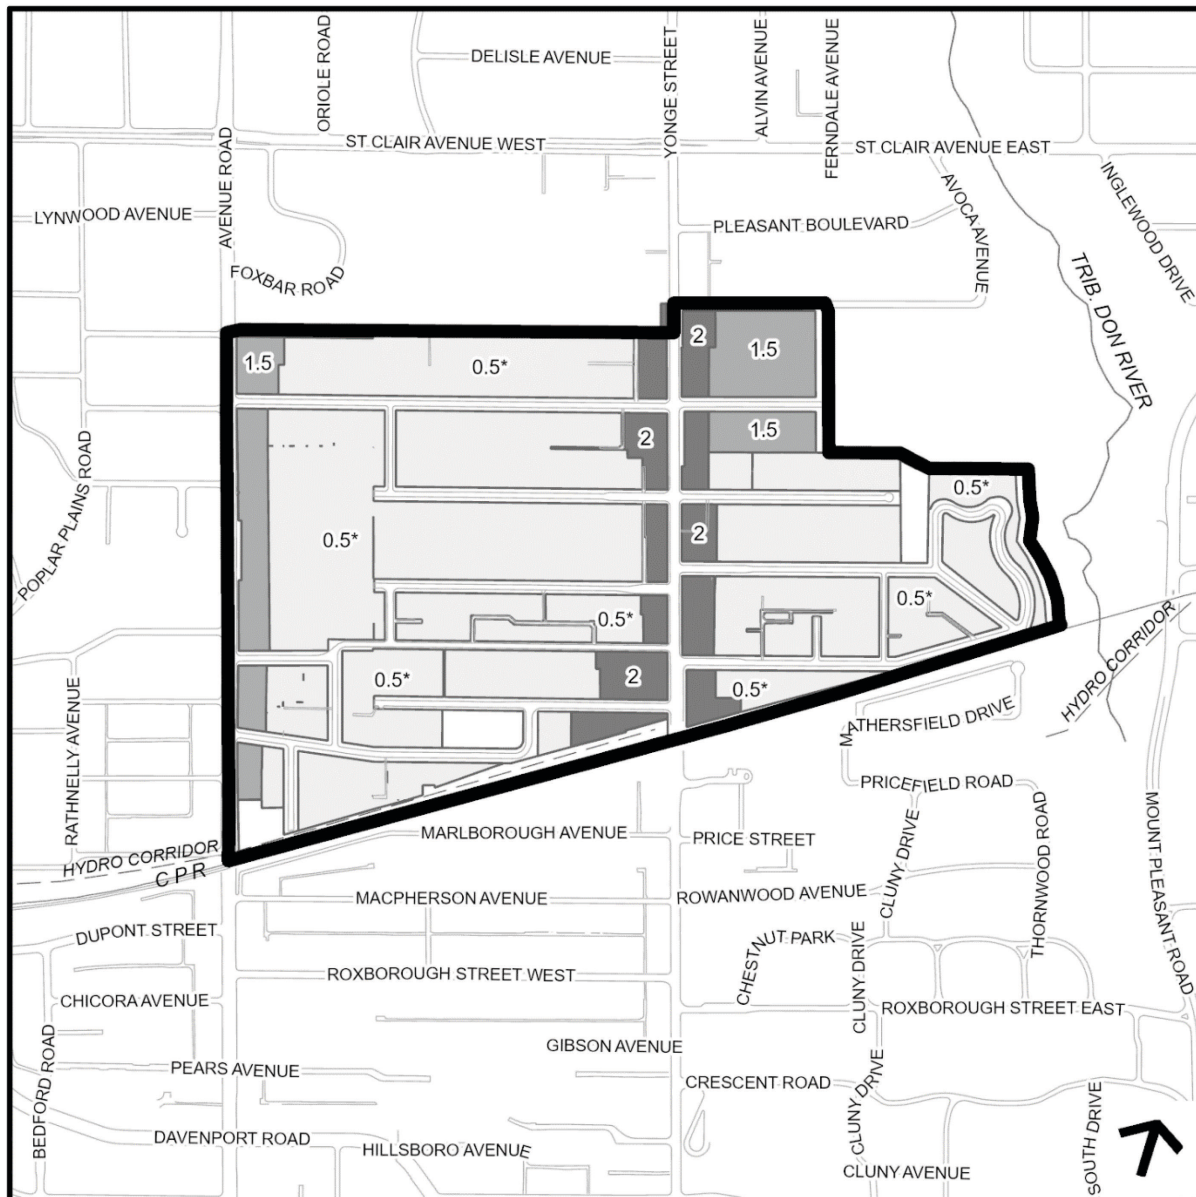 ORIOLE ROAD
DELISLE AVENUE
YONGE STREET
ALVIN AVENUE
FERNDALE AVENUE
AVENUE ROAD
ST CLAIR AVENUE WEST
ST CLAIR AVENUE EAST
LYNWOOD AVENUE
FOXBAR ROAD
PLEASANT BOULEVARD
AVOCA AVENUE
INGLEWOOD DRIVE
TRIB. DON RIVER
1.5
0.5*
2
1.5
2
1.5
POPLAR PLAINS ROAD
0.5*
2
0.5*
0.5*
0.5*
0.5*
2
0.5*
HYDRO CORRIDOR
RATHNELLY AVENUE
MATHERSFIELD DRIVE
PRICEFIELD ROAD
MOUNT PLEASANT ROAD
HYDRO CORRIDOR
CPR
MARLBOROUGH AVENUE
PRICE STREET
CLUNY DRIVE
THORNWOOD ROAD
MACPHERSON AVENUE
ROWANWOOD AVENUE
DUPONT STREET
CHESTNUT PARK
CLUNY DRIVE
ROXBOROUGH STREET WEST
CHICORA AVENUE
ROXBOROUGH STREET EAST
BEDFORD ROAD
GIBSON AVENUE
PEARS AVENUE
CRESCENT ROAD
CLUNY DRIVE
DAVENPORT ROAD
HILLSBORO AVENUE
CLUNY AVENUE
SOUTH DRIVE